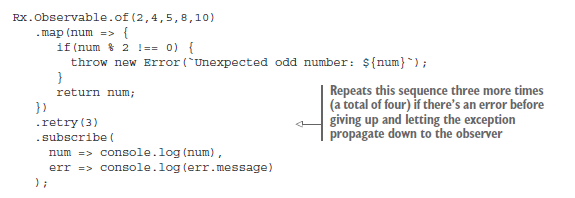 Rx.Observable.of(2,4,5,8,10)
.map(num => {
if(num % 2 !== 0) {
throw new Error(`Unexpected odd number: ${num}`);
}
return num;
})
.retry(3)
.subscribe(
num => console.log(num),
err => console.log(err.message)
);
Repeats this sequence three more times
(a total of four) if there's an error before
giving up and letting the exception
propagate down to the observer